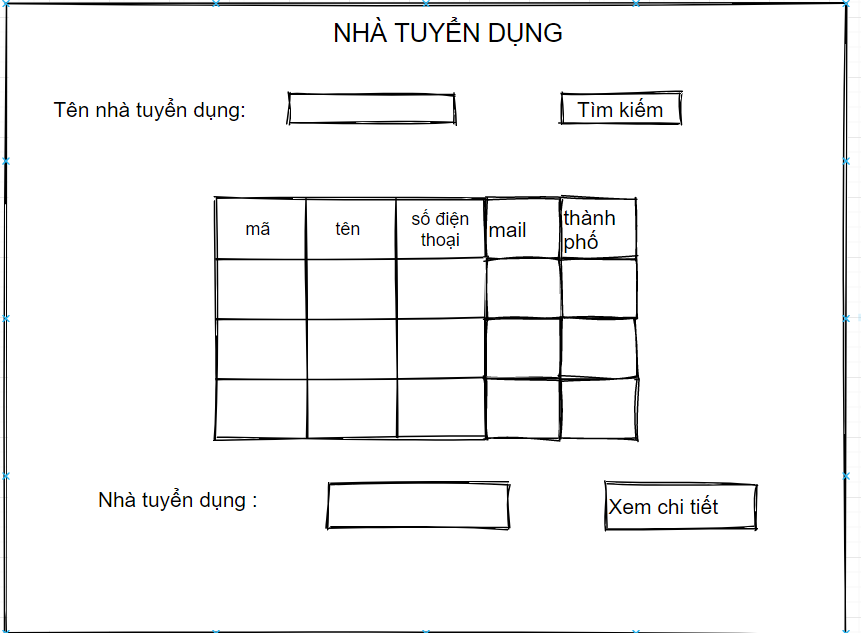 NHÀ TUYỂN DỤNG
Tên nhà tuyển dụng:
Tìm kiếm
mã
tên
số điện
thoại
mail
thành
phố
Nhà tuyển dụng :
Xem chi tiết